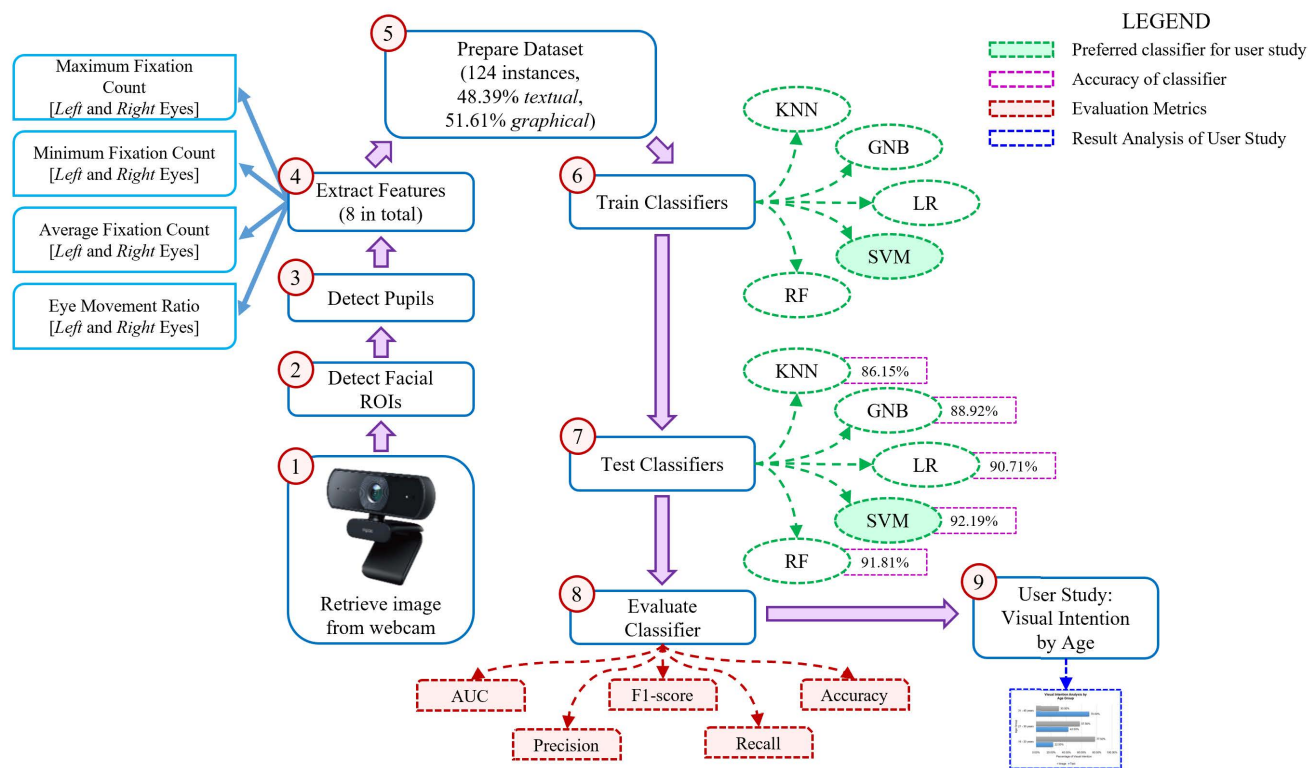 LEGEND
Preferred classifier for user study
Accuracy of classifier
Evaluation Metrics
Result Analysis of User Study
Maximum Fixation
Count
[Left and Right Eyes]
Minimum Fixation Count
[Left and Right Eyes]
Average Fixation Count
[Left and Right Eyes]
Eye Movement Ratio
[Left and Right Eyes]
5
Prepare Dataset
(124 instances,
48.39% textual,
51.61% graphical)
4
Extract Features
(8 in total)
3
Detect Pupils
2
Detect Facial
ROIs
1
Retrieve image
from webcam
6
Train Classifiers
KNN
GNB
LR
SVM
RF
7
Test Classifiers
KNN
86.15%
GNB
88.92%
LR
90.71%
SVM
92.19%
RF
91.81%
8
Evaluate
Classifier
AUC
F1-score
Accuracy
Precision
Recall
9
User Study:
Visual Intention
by Age
Visual Intention Analysis by
Age Group